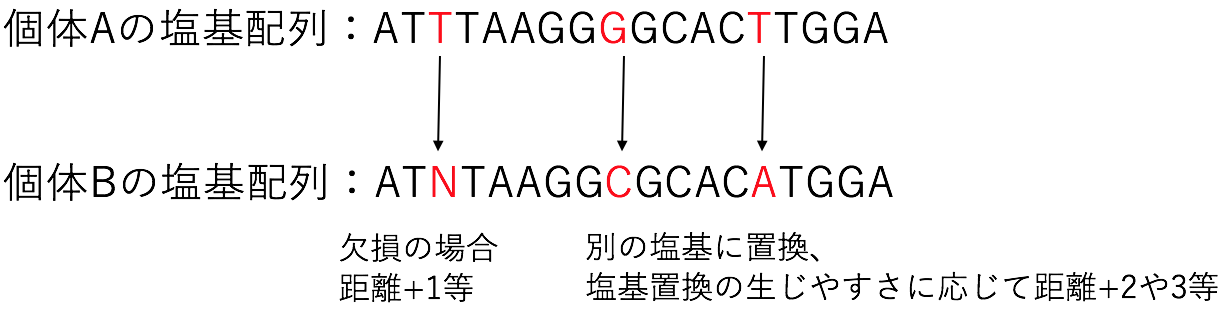 個体Aの塩基配列：ATTTAAGGGGCACTTGGA
個体Bの塩基配列：ATNTAAGGCGCACATGGA
欠損の場合
距離+1等
別の塩基に置換、
塩基置換の生じやすさに応じて距離+2や3等